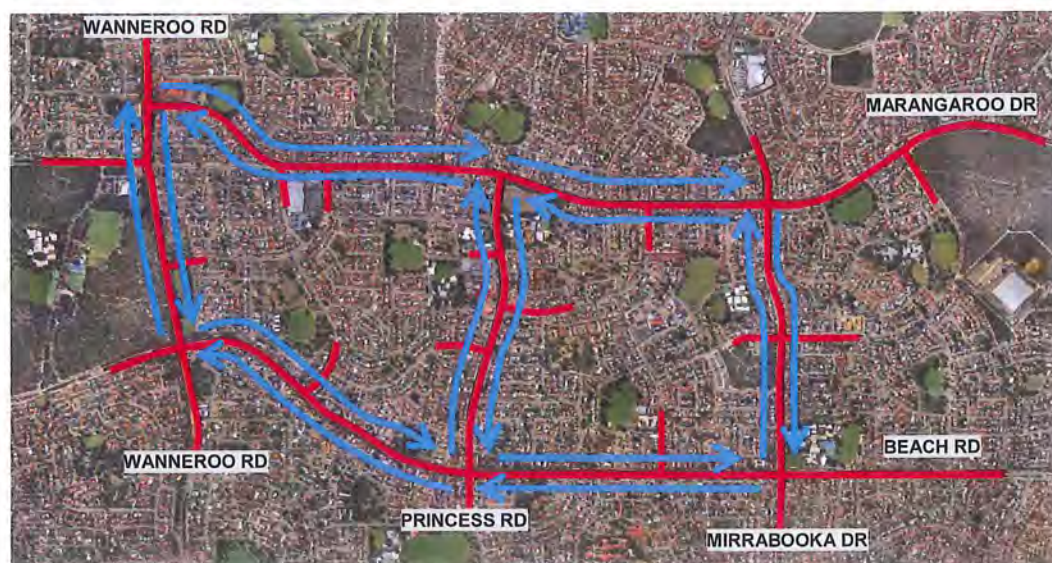 WANNEROO RD
MARANGAROO DR
BEACH RD
WANNEROO RD
PRINCESS RD
MIRRABOOKA DR